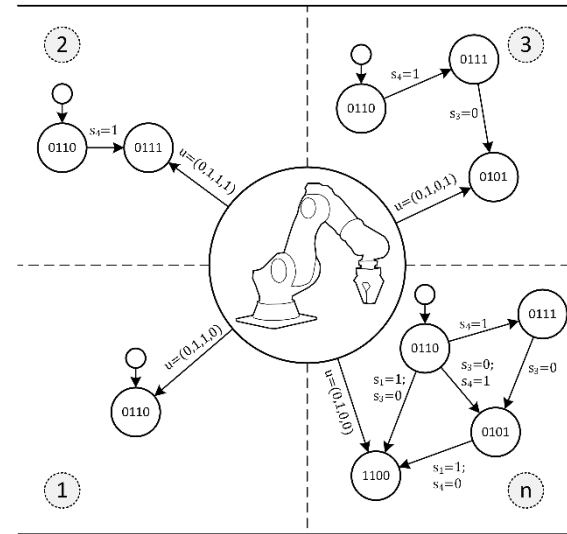 2
0110
s₄=1
0111
u=(0,1,1,1)
3
0110
s₄=1
0111
s₃=0
0101
u=(0,1,0,1)
1
0110
u=(0,1,1,0)
n
0110
s₄=1
0111
s₃=0;
s₄=1
s₃=0
0101
s₁=1;
s₃=0
s₁=1;
s₄=0
1100
u=(0,1,0,0)